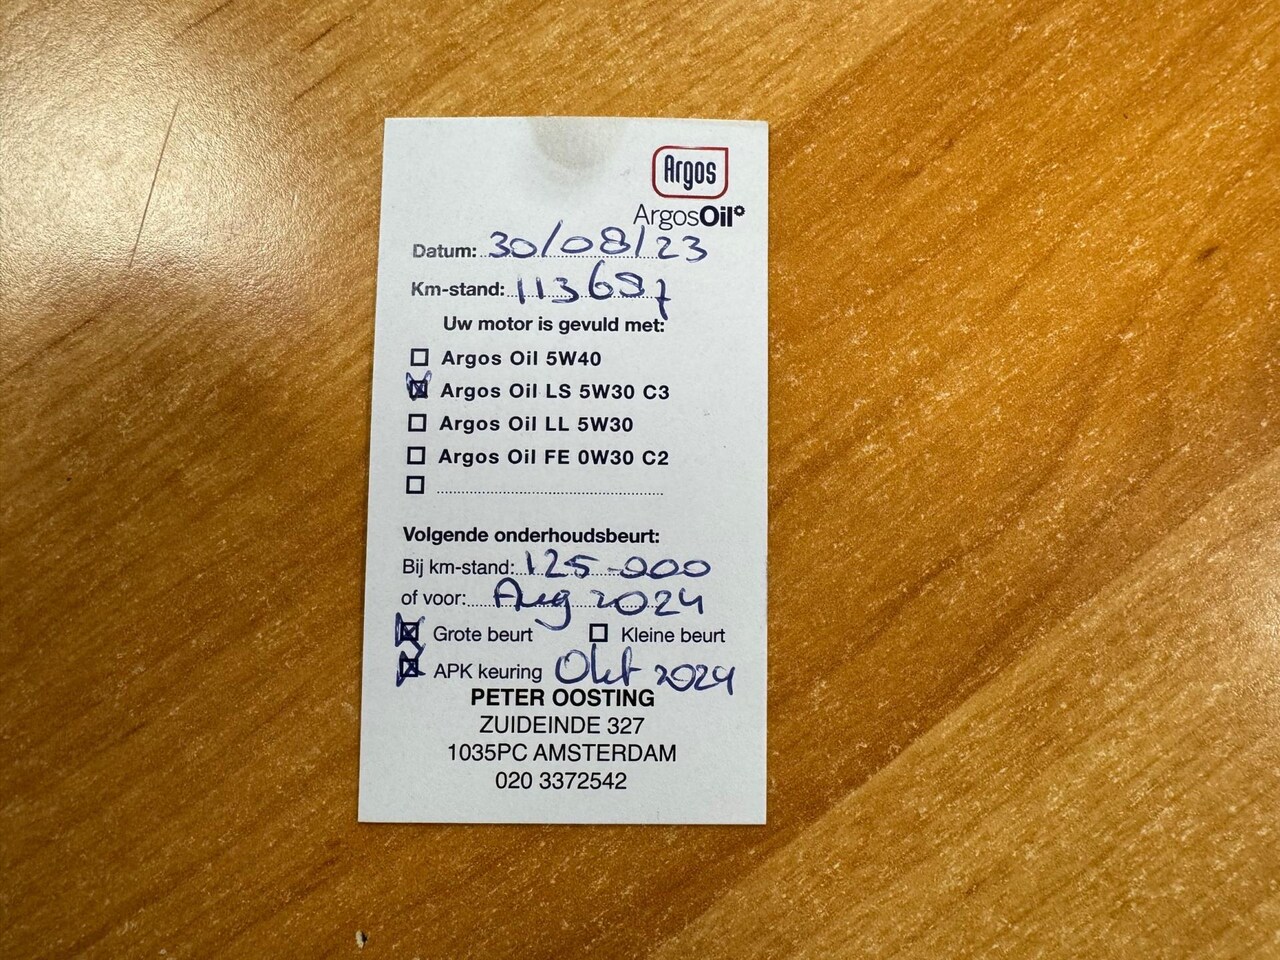 Argos
ArgosOil
Datum: 30/08/23
Km-stand: 113687
Uw motor is gevuld met:
Argos Oil 5W40
Argos Oil LS 5W30 C3
Argos Oil LL 5W30
Argos Oil FE 0W30 C2
Volgende onderhoudsbeurt:
Bij km-stand: 125-000
of voor: Aug 2024
Grote beurt Kleine beurt
APK keuring Okt 2024
PETER OOSTING
ZUIDEINDE 327
1035PC AMSTERDAM
020 3372542